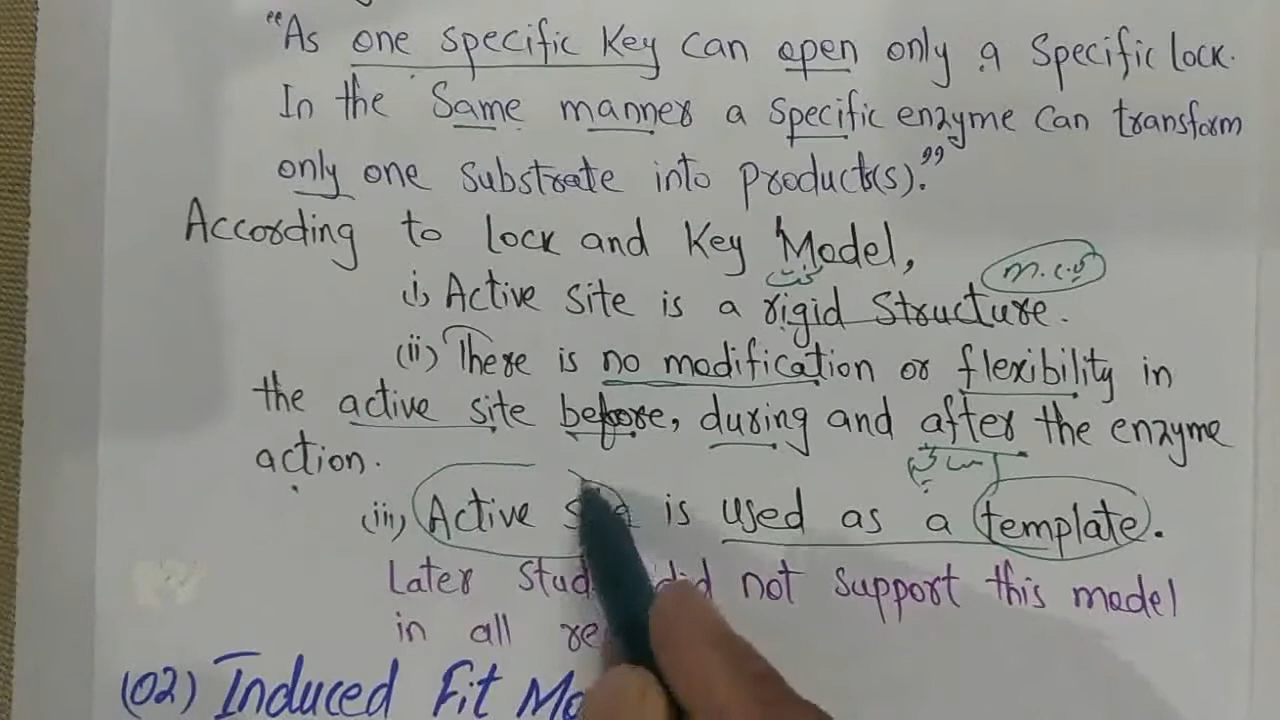 "As one specific Key can open only a specific lock.
In the same manner a specific enzyme can transform
only one substrate into product(s)."
According to lock and Key Model,
(i) Active site is a rigid structure.
(ii) There is no modification or flexibility in
the active site before, during and after the enzyme
action.
(iii) Active is used as a template.
Later did not support this model
in all
(02) Induced Fit